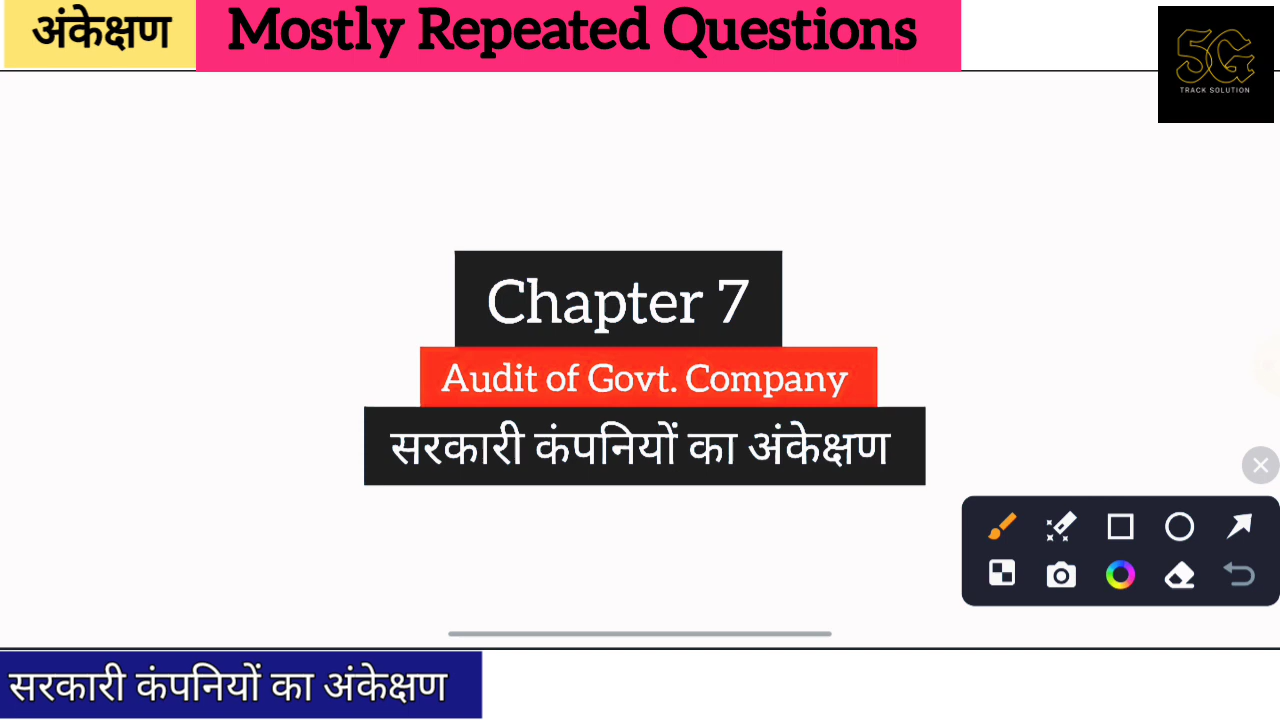 अंकेक्षण
Mostly Repeated Questions
5G
TRACK SOLUTION
Chapter 7
Audit of Govt. Company
सरकारी कंपनियों का अंकेक्षण
सरकारी कंपनियों का अंकेक्षण